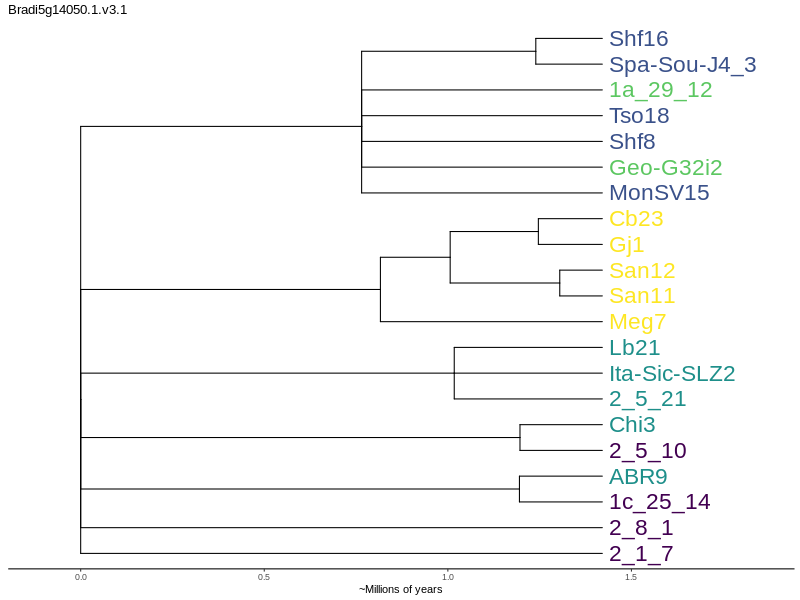 Bradi5g14050.1.v3.1
Shf16
Spa-Sou-J4_3
1a_29_12
Tso18
Shf8
Geo-G32i2
MonSV15
Cb23
Gj1
San12
San11
Meg7
Lb21
Ita-Sic-SLZ2
2_5_21
Chi3
2_5_10
ABR9
1c_25_14
2_8_1
2_1_7
0.0 0.5 1.0 1.5
~Millions of years